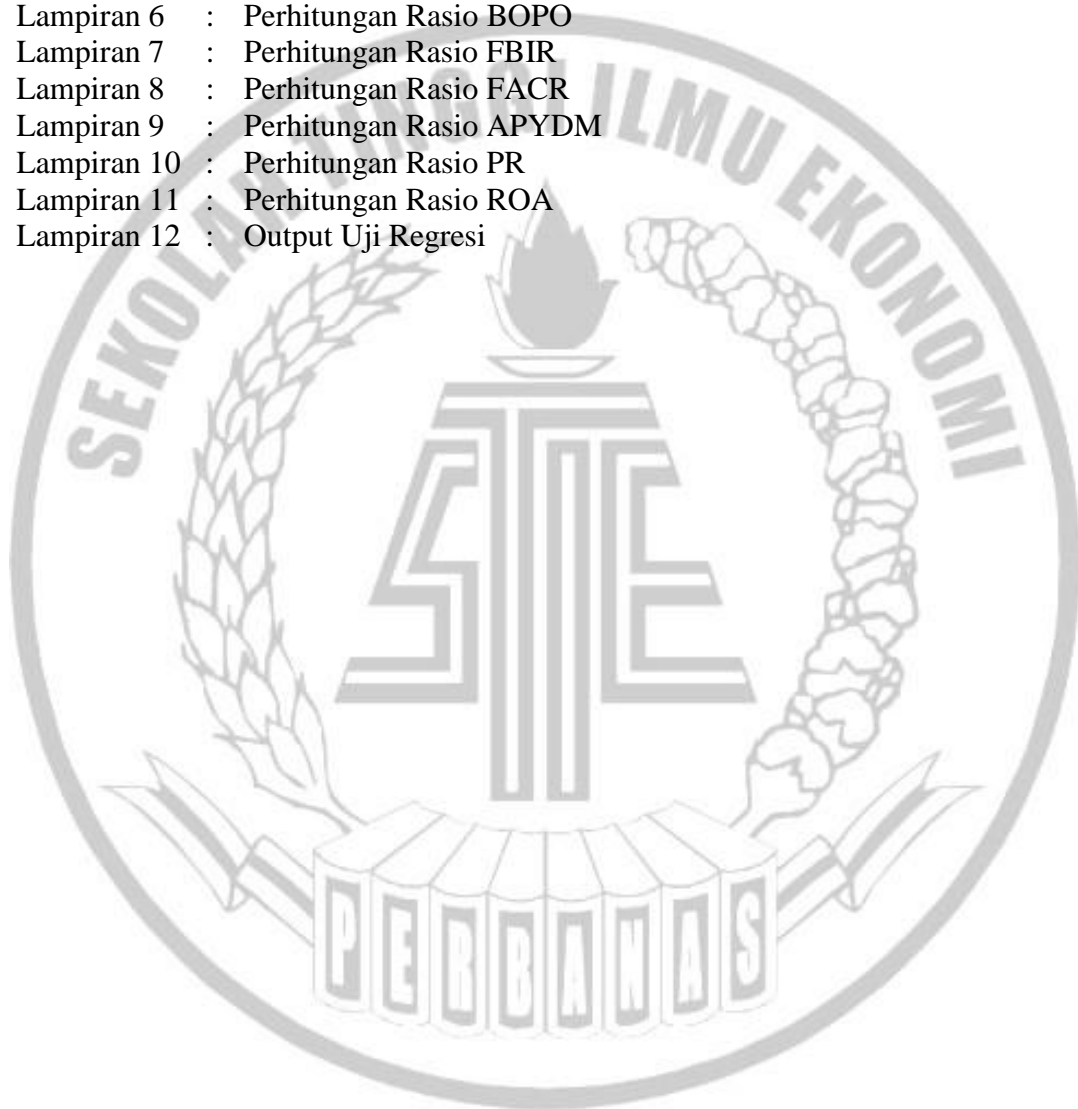 Lampiran 6 : Perhitungan Rasio BOPO
Lampiran 7 : Perhitungan Rasio FBIR
Lampiran 8 : Perhitungan Rasio FACR
Lampiran 9 : Perhitungan Rasio APYDM
Lampiran 10 : Perhitungan Rasio PR
Lampiran 11 : Perhitungan Rasio ROA
Lampiran 12 : Output Uji Regresi
SEKOLAH TINGGI ILMU EKONOMI
STIE
PERBANAS